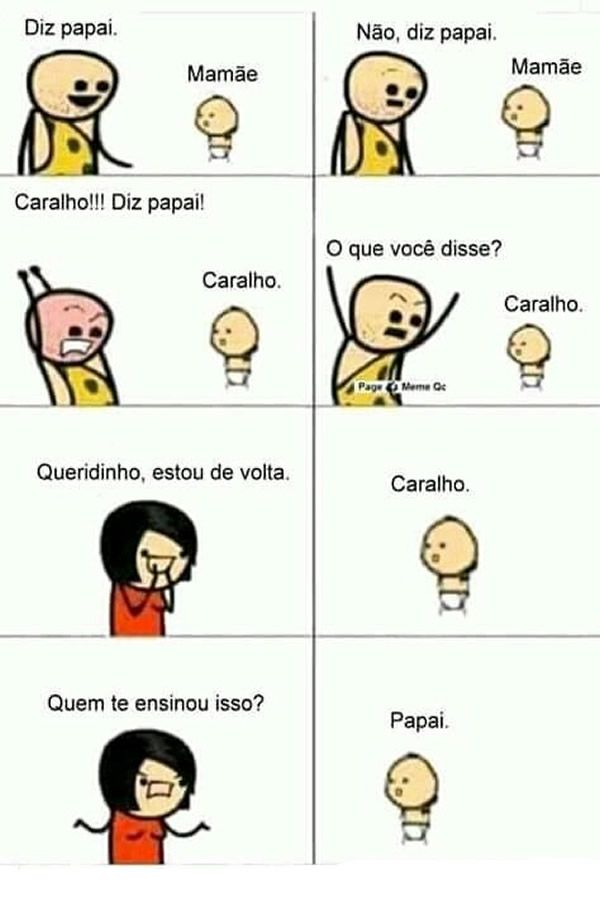 Diz papai.
Mamãe
Não, diz papai.
Mamãe
Caralho!!! Diz papai!
Caralho.
O que você disse?
Caralho.
Page Meme Qc
Queridinho, estou de volta.
Caralho.
Quem te ensinou isso?
Papai.